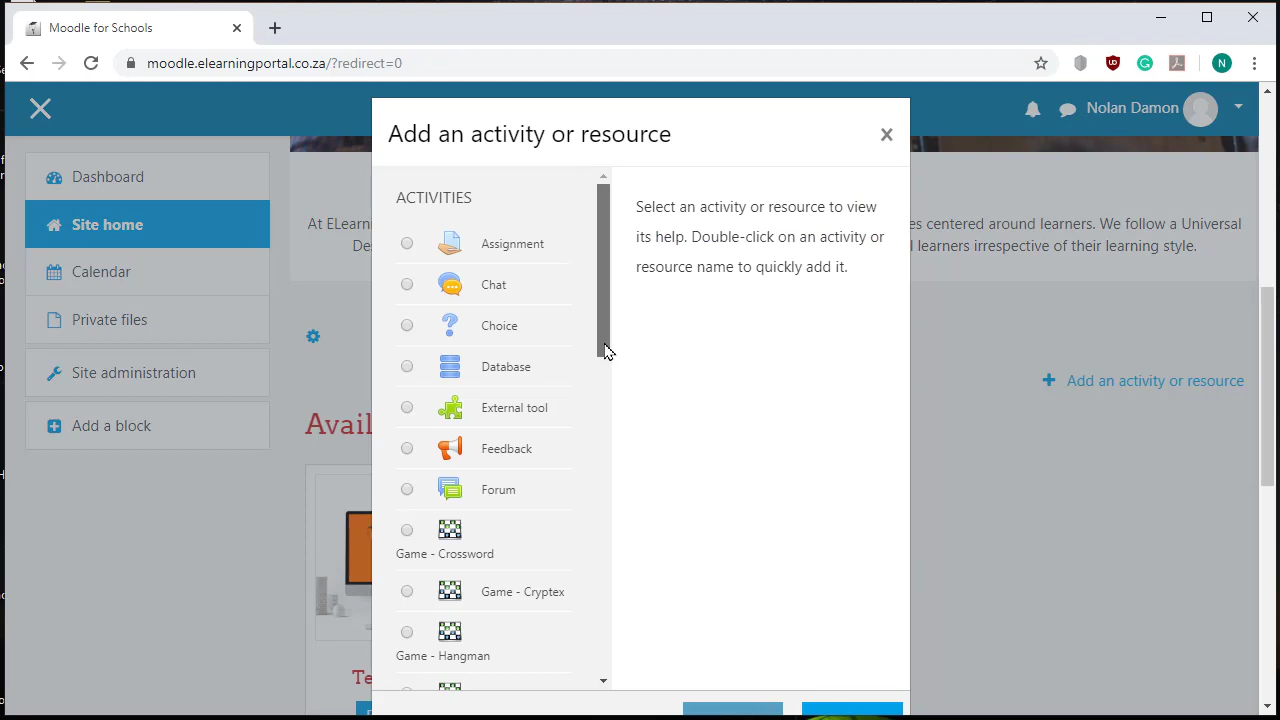 Moodle for Schools
moodle.elearningportal.co.za/?redirect=0
N
Nolan Damon
Dashboard
Site home
Calendar
Private files
Site administration
Add a block
At ELearn
es centered around learners. We follow a Universal
Des
l learners irrespective of their learning style.
Add an activity or resource
Avail
Te
Add an activity or resource
ACTIVITIES
Assignment
Chat
Choice
Database
External tool
Feedback
Forum
Game - Crossword
Game - Cryptex
Game - Hangman
Select an activity or resource to view
its help. Double-click on an activity or
resource name to quickly add it.